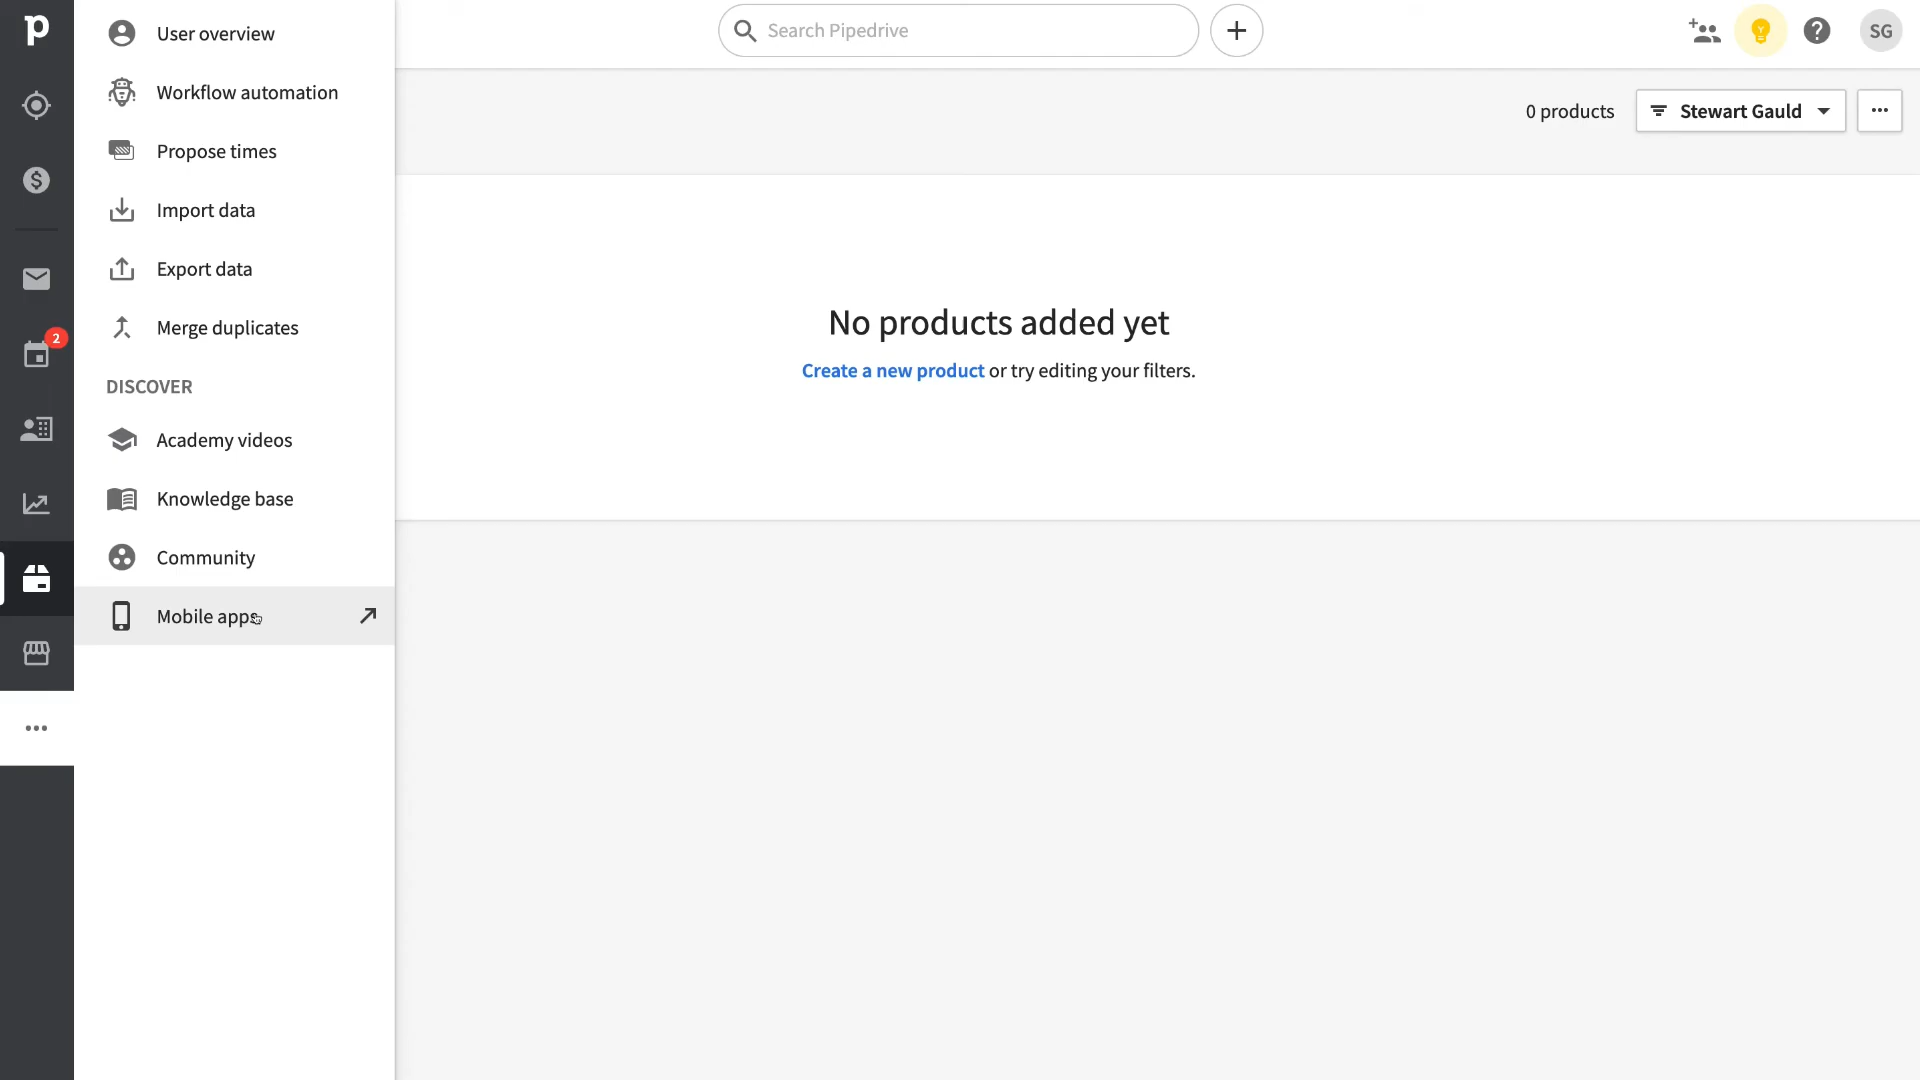 p
User overview
Workflow automation
Propose times
Import data
Export data
Merge duplicates
DISCOVER
Academy videos
Knowledge base
Community
Mobile apps
2
Search Pipedrive
SG
0 products
Stewart Gauld
No products added yet
Create a new product or try editing your filters.